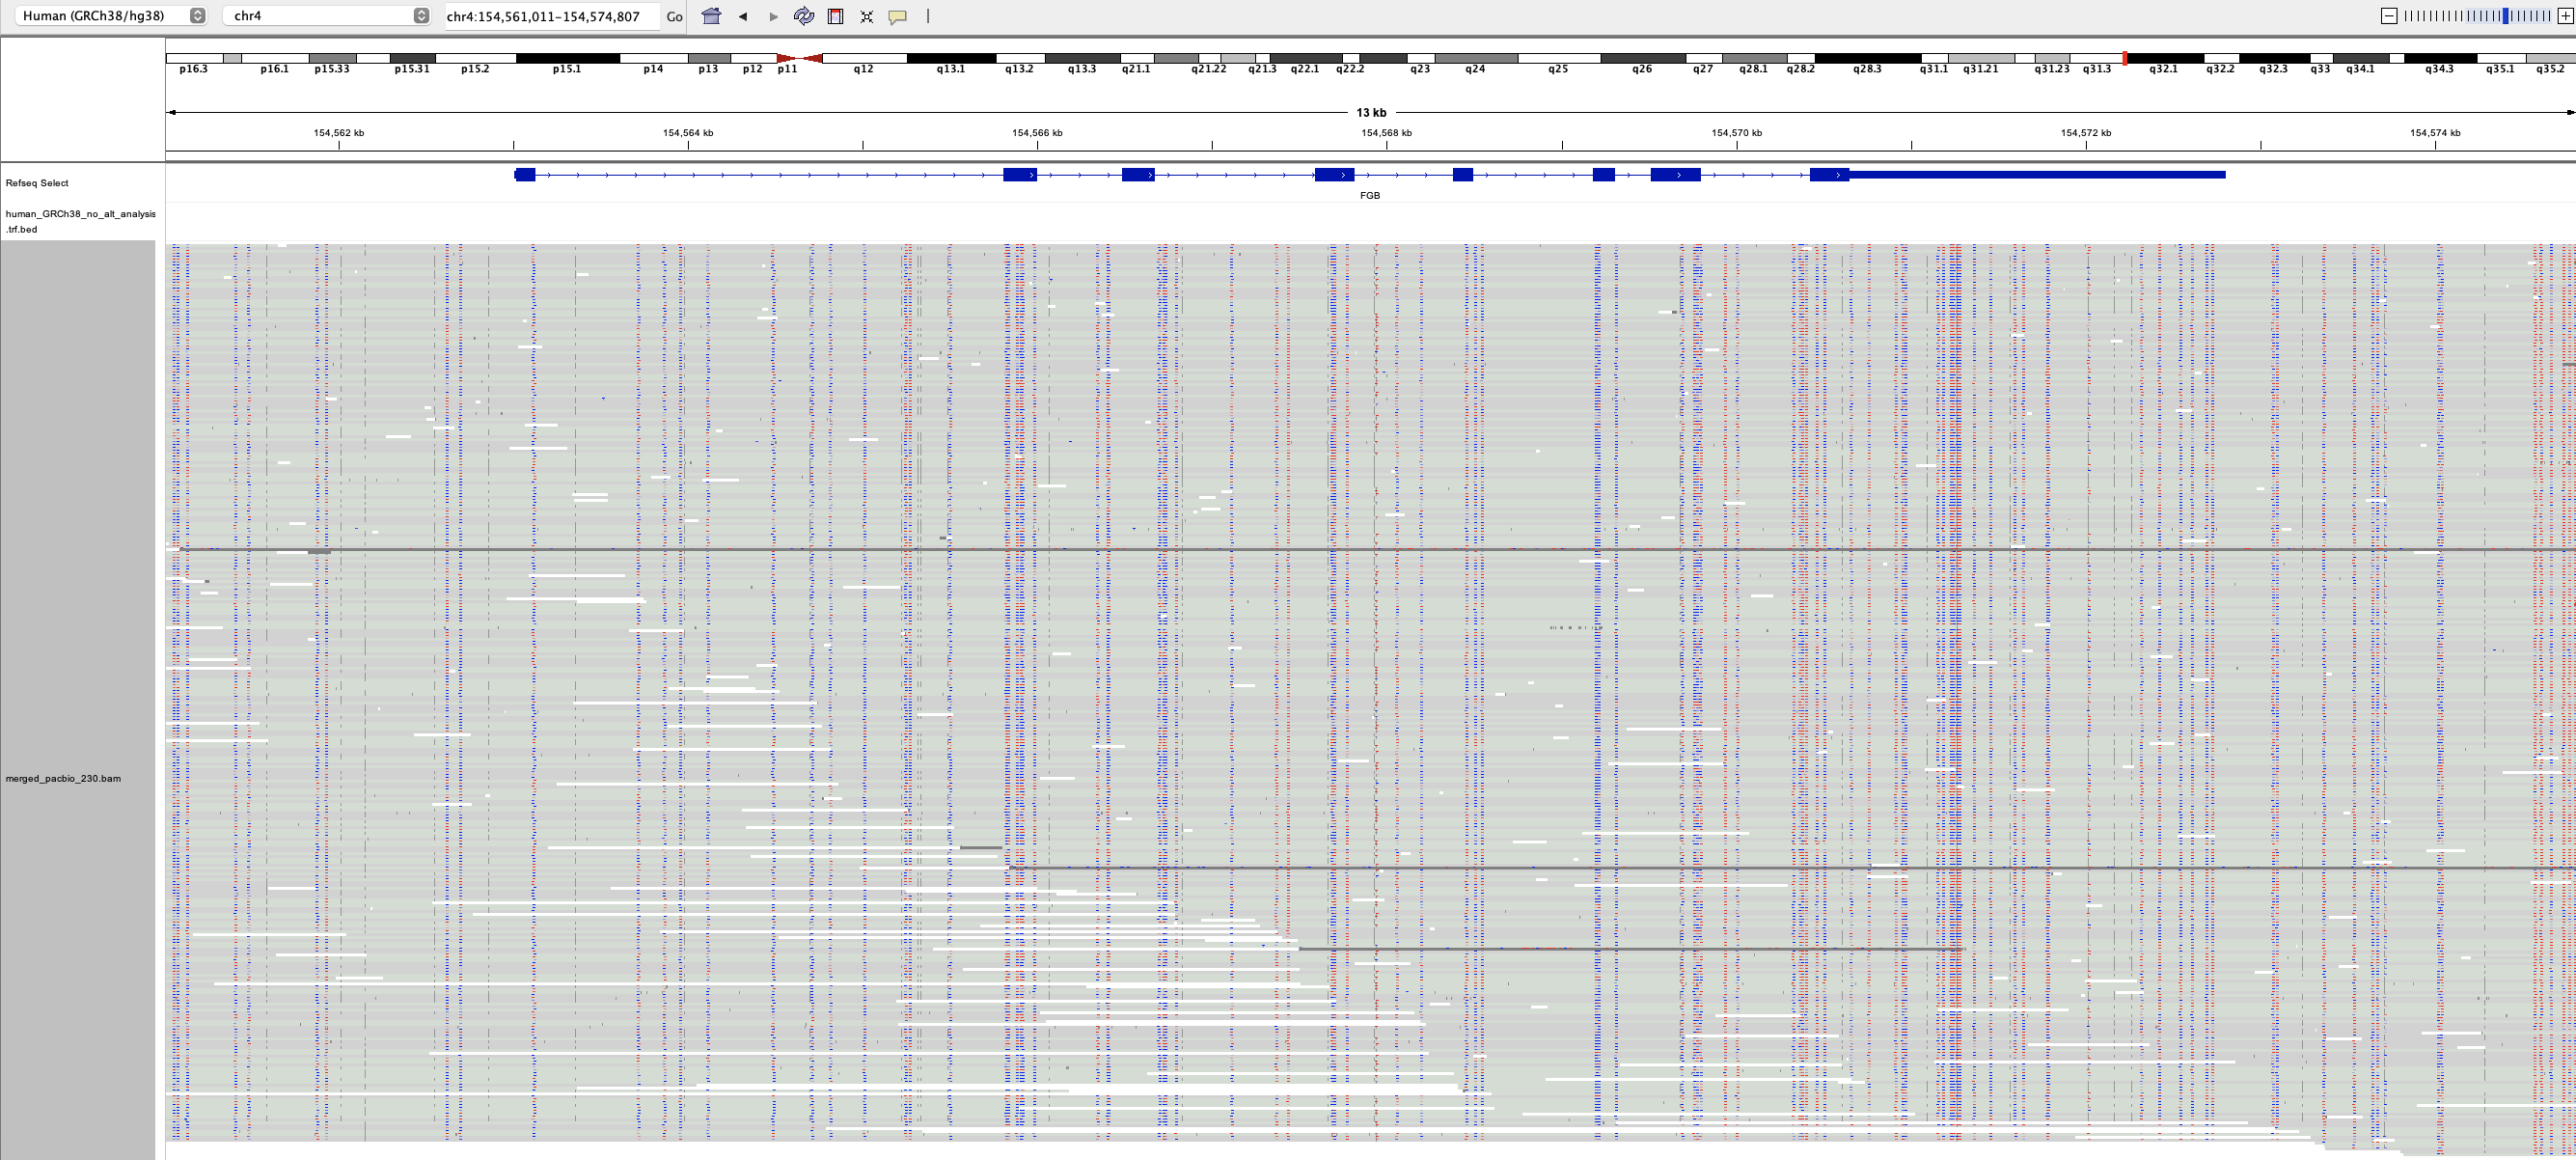 Human (GRCh38/hg38) chr4 chr4:154,561,011-154,574,807 Go
p16.3 p16.1 p15.33 p15.31 p15.2 p15.1 p14 p13 p12 p11 q12 q13.1 q13.2 q13.3 q21.1 q21.22 q21.3 q22.1 q22.2 q23 q24 q25 q26 q27 q28.1 q28.2 q28.3 q31.1 q31.21 q31.23 q31.3 q32.1 q32.2 q32.3 q33 q34.1 q34.3 q35.1 q35.2
13 kb
154,562 kb 154,564 kb 154,566 kb 154,568 kb 154,570 kb 154,572 kb 154,574 kb
Refseq Select
FGB
human_GRCh38_no_alt_analysis
.trf.bed
merged_pacbio_230.bam